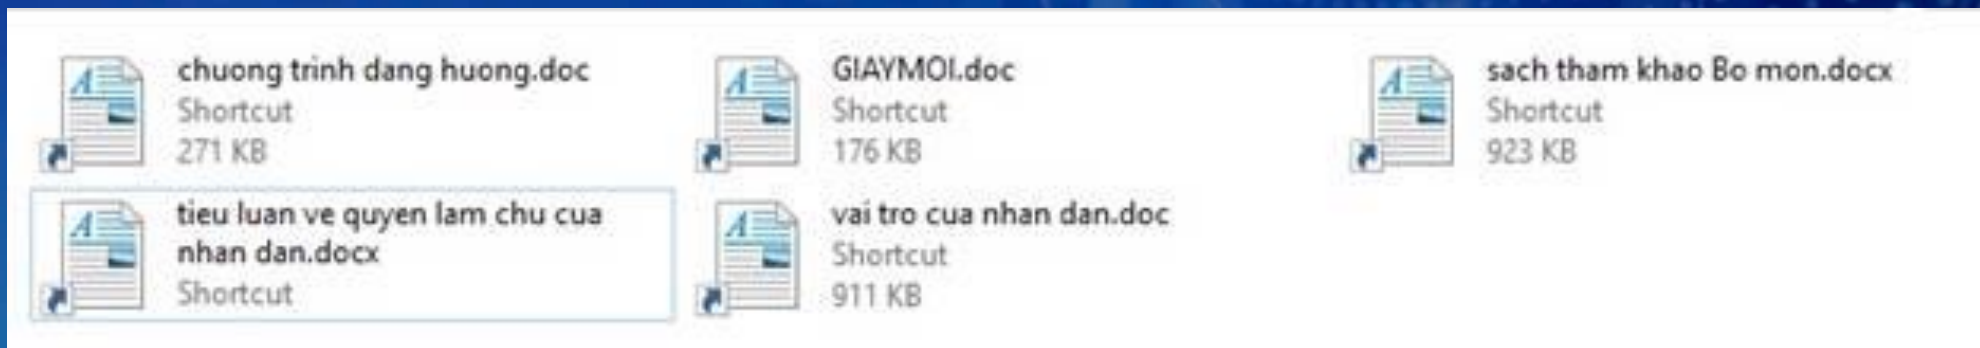 chuong trinh dang huong.doc
Shortcut
271 KB
GIAYMOI.doc
Shortcut
176 KB
sach tham khao Bo mon.docx
Shortcut
923 KB
tieu luan ve quyen lam chu cua
nhan dan.docx
Shortcut
vai tro cua nhan dan.doc
Shortcut
911 KB